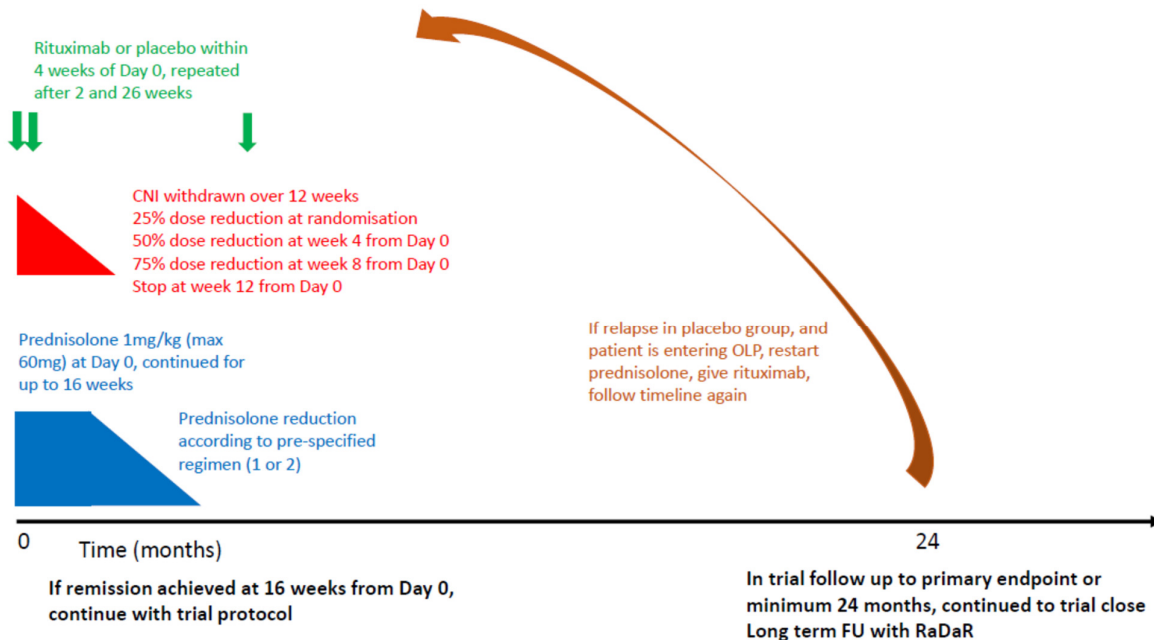 Rituximab or placebo within
4 weeks of Day 0, repeated
after 2 and 26 weeks
CNI withdrawn over 12 weeks
25% dose reduction at randomisation
50% dose reduction at week 4 from Day 0
75% dose reduction at week 8 from Day 0
Stop at week 12 from Day 0
Prednisolone 1mg/kg (max
60mg) at Day 0, continued for
up to 16 weeks
Prednisolone reduction
according to pre-specified
regimen (1 or 2)
If relapse in placebo group, and
patient is entering OLP, restart
prednisolone, give rituximab,
follow timeline again
0
Time (months)
24
If remission achieved at 16 weeks from Day 0,
continue with trial protocol
In trial follow up to primary endpoint or
minimum 24 months, continued to trial close
Long term FU with RaDaR